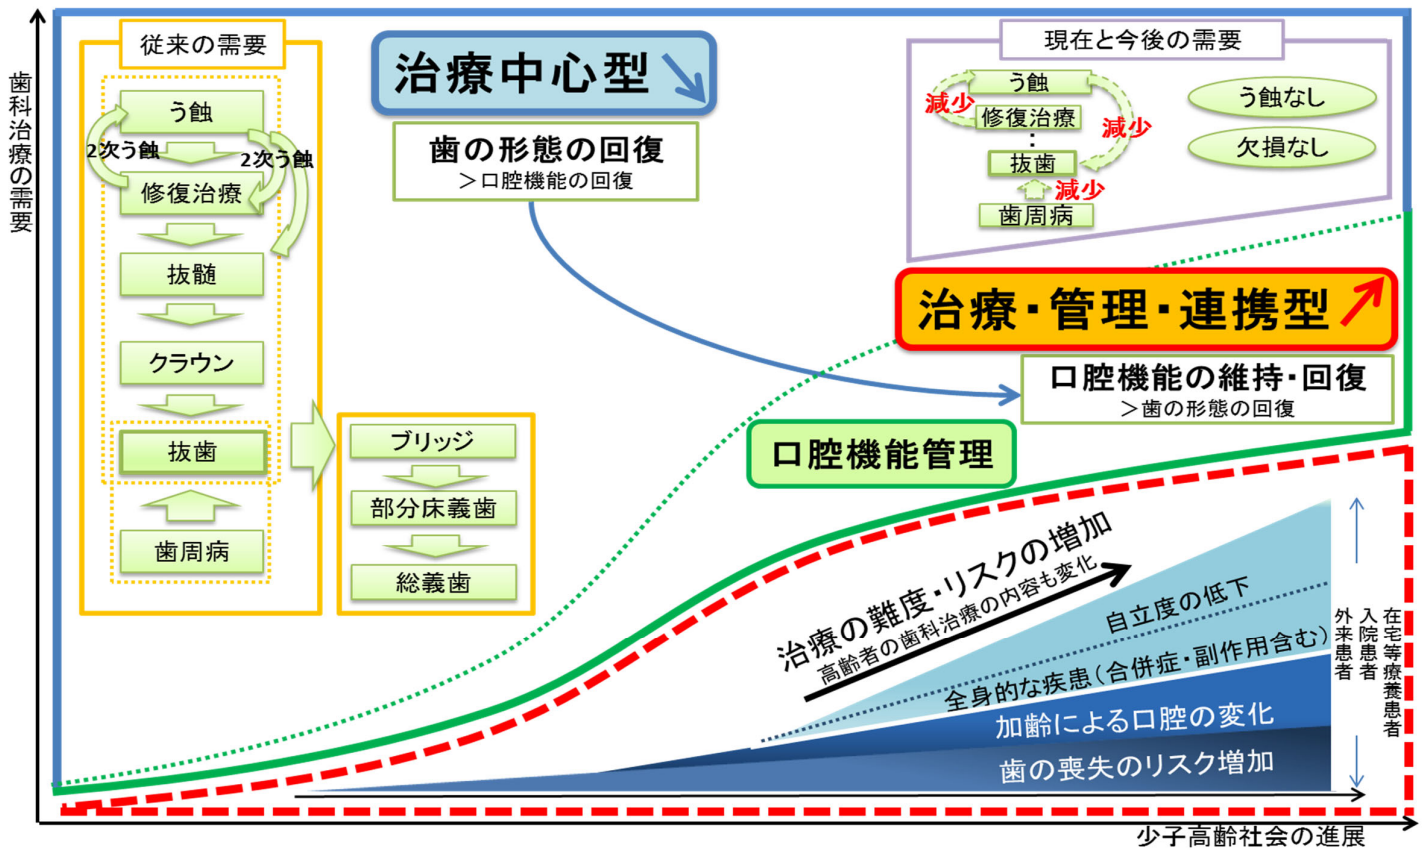 歯科治療の需要
従来の需要
う蝕
2次う蝕
2次う蝕
修復治療
抜髄
クラウン
抜歯
歯周病
ブリッジ
部分床義歯
総義歯
治療中心型
歯の形態の回復
＞口腔機能の回復
現在と今後の需要
う蝕
減少
修復治療
減少
：
抜歯
減少
歯周病
う蝕なし
欠損なし
治療・管理・連携型
口腔機能の維持・回復
＞歯の形態の回復
口腔機能管理
治療の難度・リスクの増加
高齢者の歯科治療の内容も変化
自立度の低下
全身的な疾患（合併症・副作用含む）
加齢による口腔の変化
歯の喪失のリスク増加
在宅等療養患者
入院患者
外来患者
少子高齢社会の進展